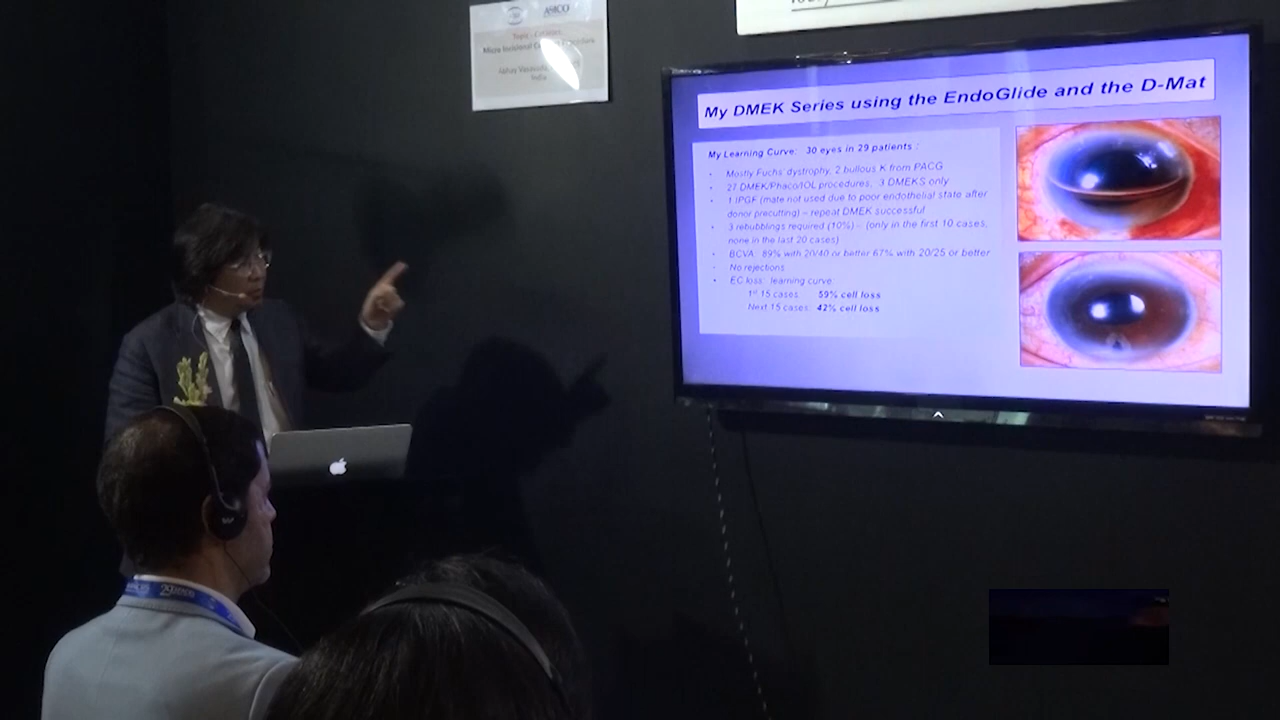 ASICO
Topic - Cataract
Micro Incisional
India
My DMEK Series using the EndoGlide and the D-Mat
My Learning Curve: 30 eyes in 29 patients :
· Mostly Fuchs' dystrophy, 2 bullous K from PACG
· 27 DMEK/Phaco/IOL procedures, 3 DMEKS only
· 1 IPGF (mate not used due to poor endothelial state after
donor precutting) – repeat DMEK successful
· 3 rebubblings required (10%) – (only in the first 10 cases,
none in the last 20 cases)
· BCVA: 89% with 20/40 or better 67% with 20/25 or better
· No rejections
· EC loss: learning curve:
1st 15 cases: 59% cell loss
Next 15 cases: 42% cell loss